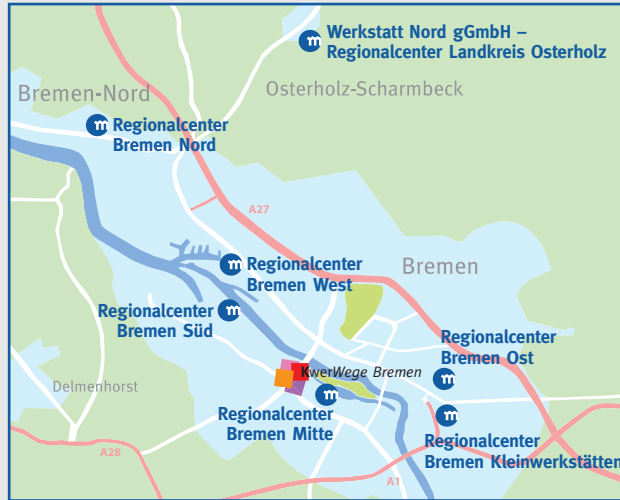 Werkstatt Nord gGmbH –
Regionalcenter Landkreis Osterholz
Bremen-Nord
Osterholz-Scharmbeck
m
m
Regionalcenter
Bremen Nord
A27
m
Regionalcenter
Bremen West
Bremen
Regionalcenter
Bremen Süd
m
Regionalcenter
Bremen Ost
m
KwerWege Bremen
Delmenhorst
m
Regionalcenter
Bremen Mitte
m
Regionalcenter
Bremen Kleinwerkstätten
A28
A1